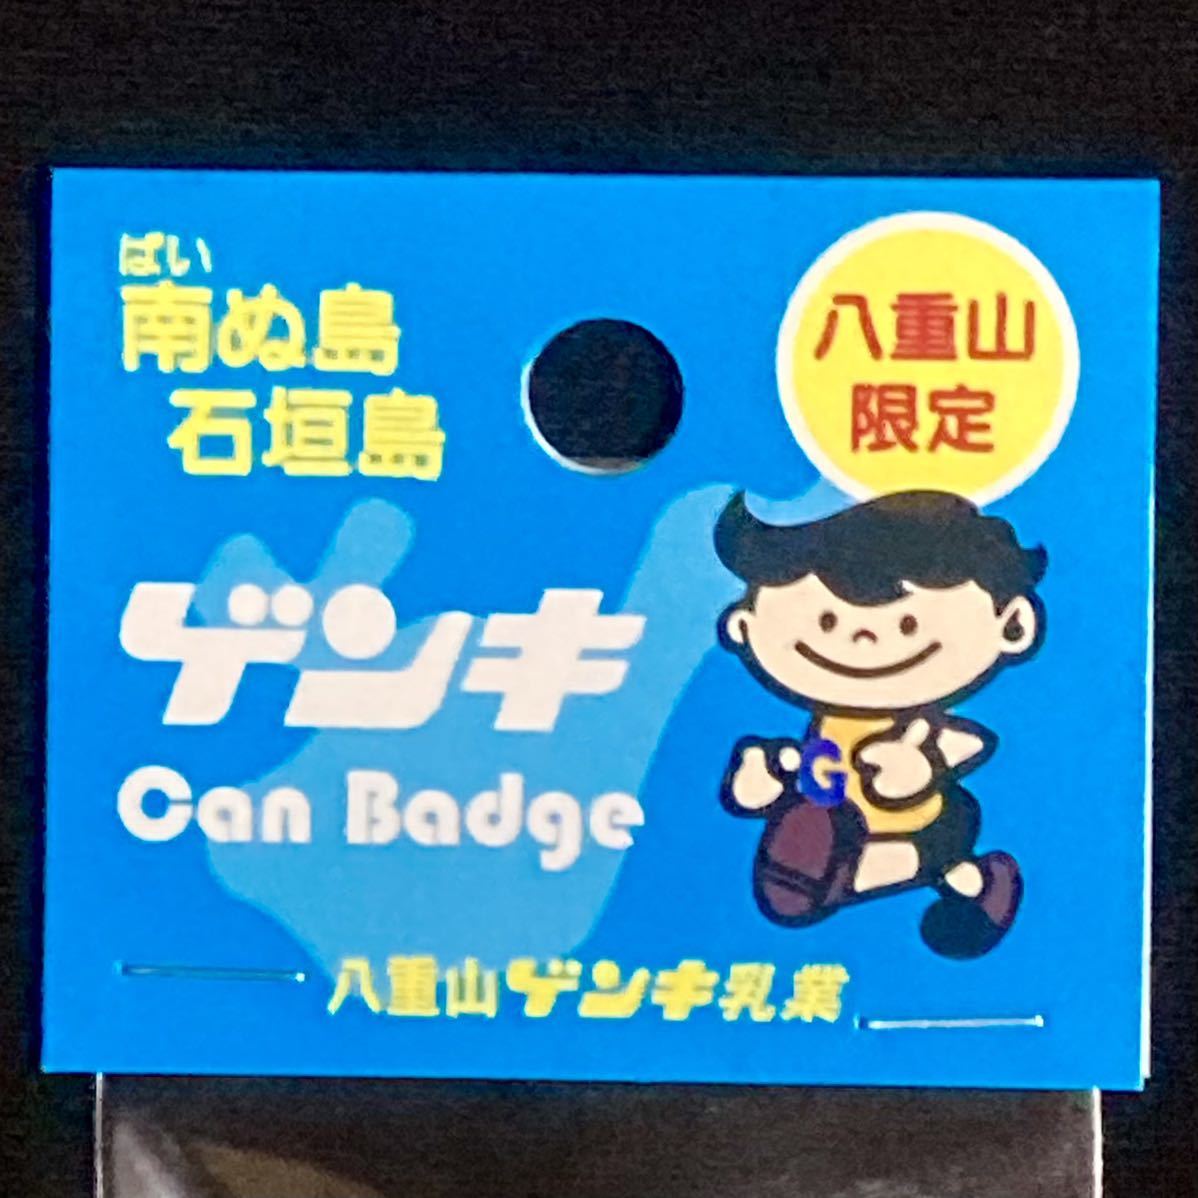 ぱい
南ぬ島
石垣島
八重山
限定
ゲンキ
Can Badge
G
八重山ゲンキ乳業